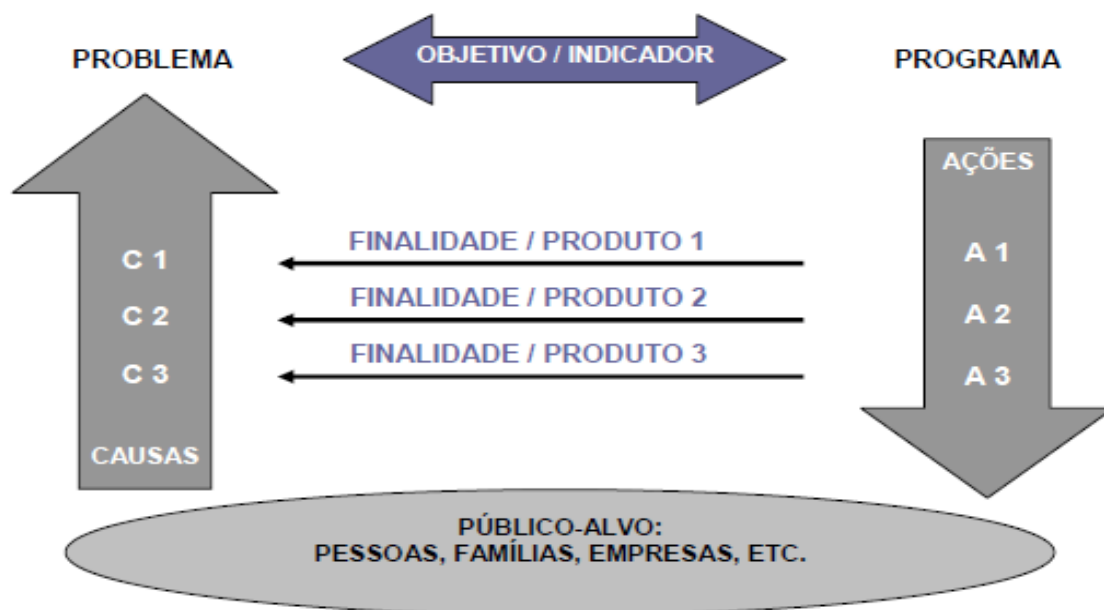 PROBLEMA
OBJETIVO / INDICADOR
PROGRAMA
AÇÕES
C 1
FINALIDADE / PRODUTO 1
A 1
C 2
FINALIDADE / PRODUTO 2
A 2
C 3
FINALIDADE / PRODUTO 3
A 3
CAUSAS
PÚBLICO-ALVO:
PESSOAS, FAMÍLIAS, EMPRESAS, ETC.